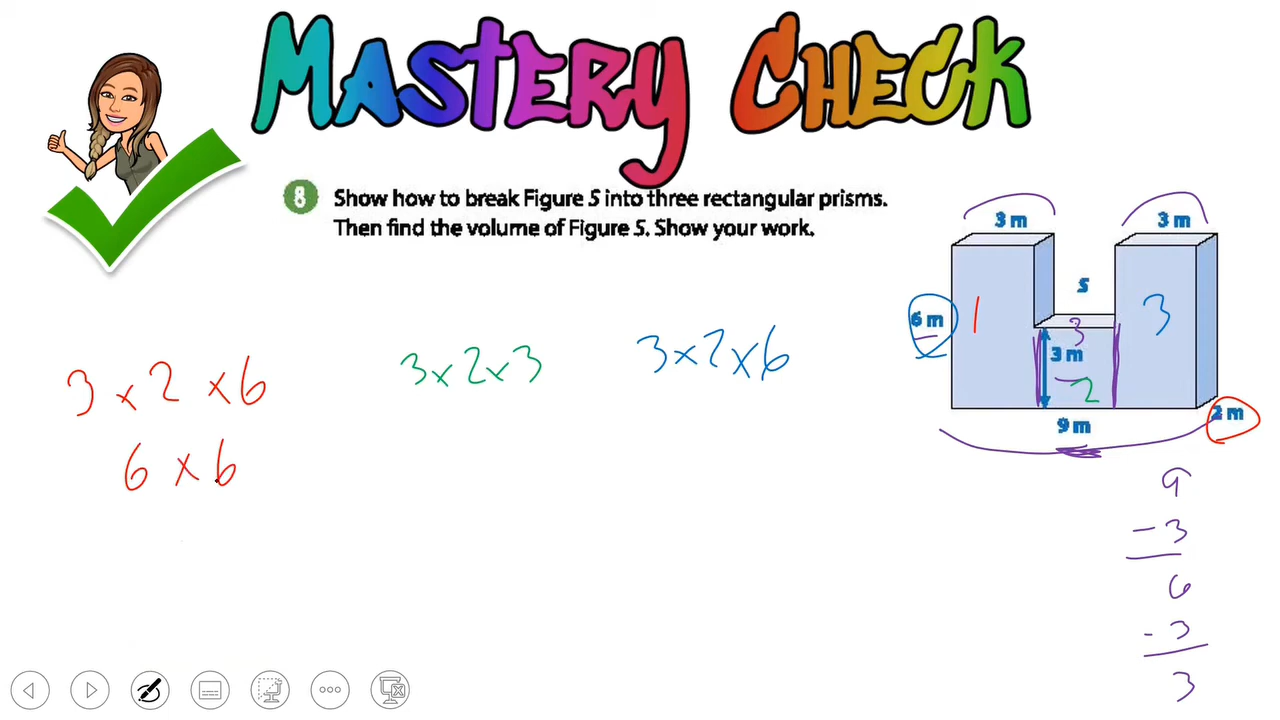 MASTERY CHECK
8 Show how to break Figure 5 into three rectangular prisms.
Then find the volume of Figure 5. Show your work.
3 m 3 m
5
6 m 1 3 3
3 m
2
2 m
9 m
3 x 2 x 6 3 x 2 x 3 3 x 2 x 6
6 x 6
9
- 3
6
- 3
3